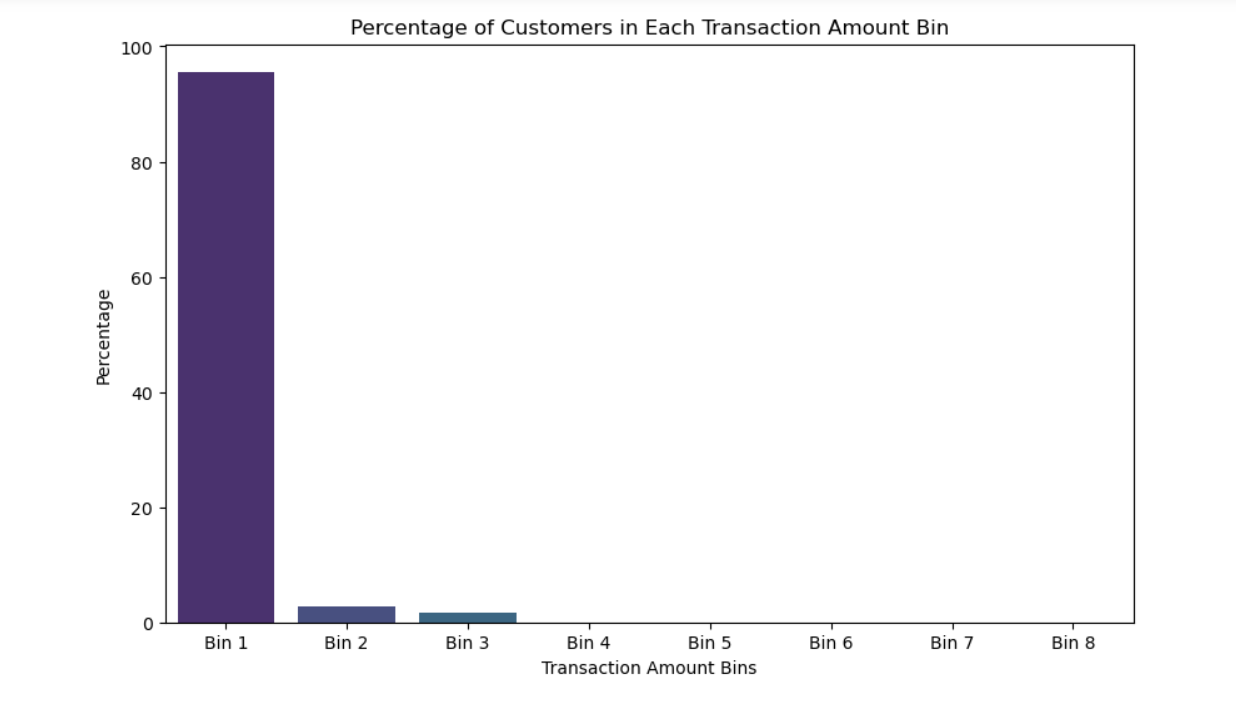 Percentage of Customers in Each Transaction Amount Bin
100
80
60
40
20
0
Percentage
Bin 1 Bin 2 Bin 3 Bin 4 Bin 5 Bin 6 Bin 7 Bin 8
Transaction Amount Bins